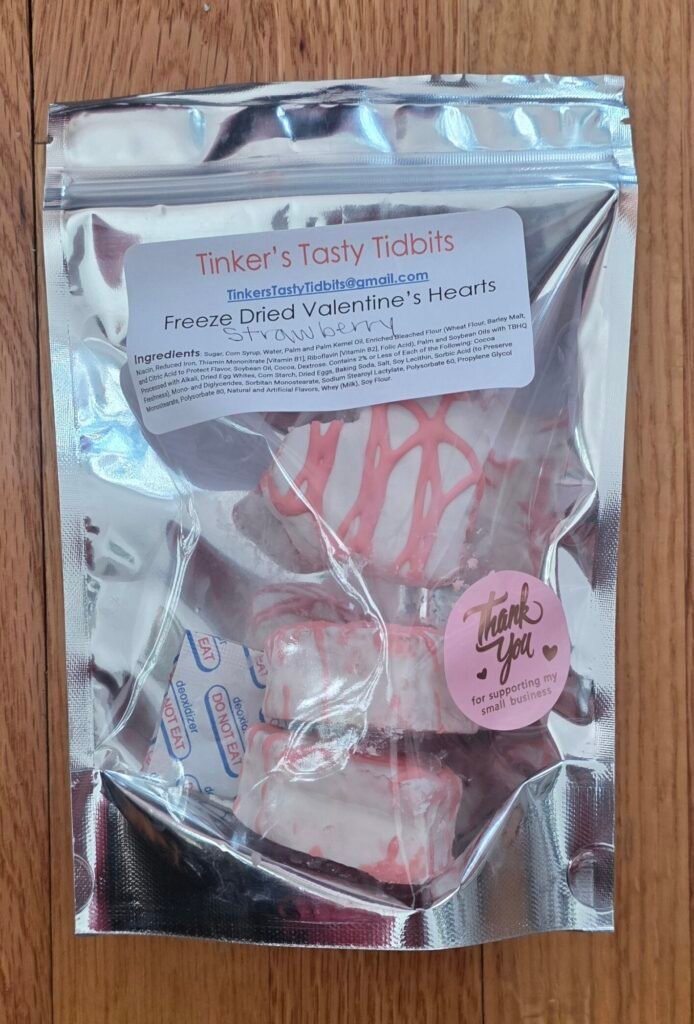 Tinker's Tasty Tidbits
TinkersTastyTidbits@gmail.com
Freeze Dried Valentine's Hearts
Strawberry
Ingredients: Sugar, Corn Syrup, Water, Palm and Palm Kernel Oil, Enriched Bleached Flour (Wheat Flour, Barley Malt,
Niacin, Reduced Iron, Thiamin Mononitrate [Vitamin B1], Riboflavin [Vitamin B2], Folic Acid), Palm and Soybean Oils with TBHQ
and Citric Acid to Protect Flavor, Soybean Oil, Cocoa, Dextrose. Contains 2% or Less of Each of the Following: Cocoa
Processed with Alkali, Dried Egg Whites, Corn Starch, Dried Eggs, Baking Soda, Salt, Soy Lecithin, Sorbic Acid (to Preserve
Freshness), Mono- and Diglycerides, Sorbitan Monostearate, Sodium Stearoyl Lactylate, Polysorbate 60, Propylene Glycol
Monostearate, Polysorbate 80, Natural and Artificial Flavors, Whey (Milk), Soy Flour.
Thank
You
for supporting my
small business
EAT
deoxidizer
DO NOT EAT
deoxidizer
DO NOT EAT